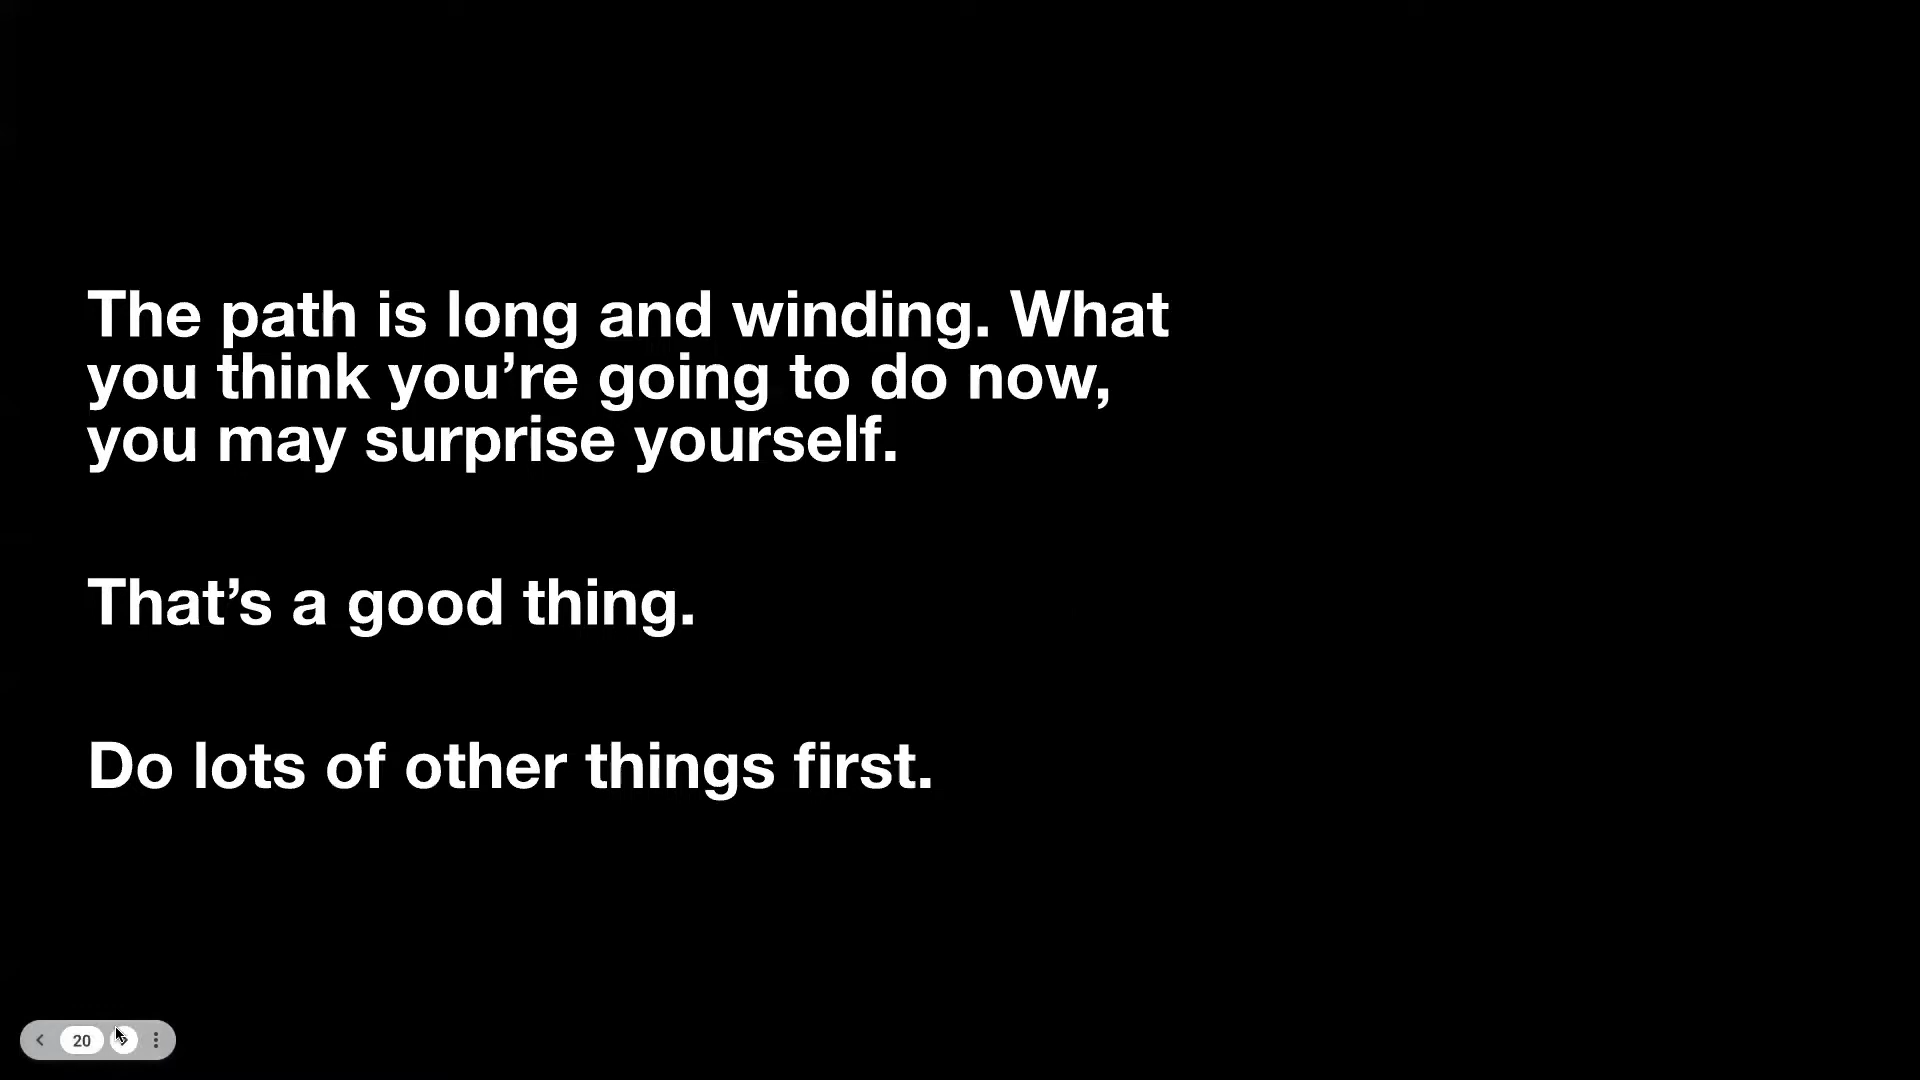 The path is long and winding. What
you think you’re going to do now,
you may surprise yourself.
That’s a good thing.
Do lots of other things first.
20